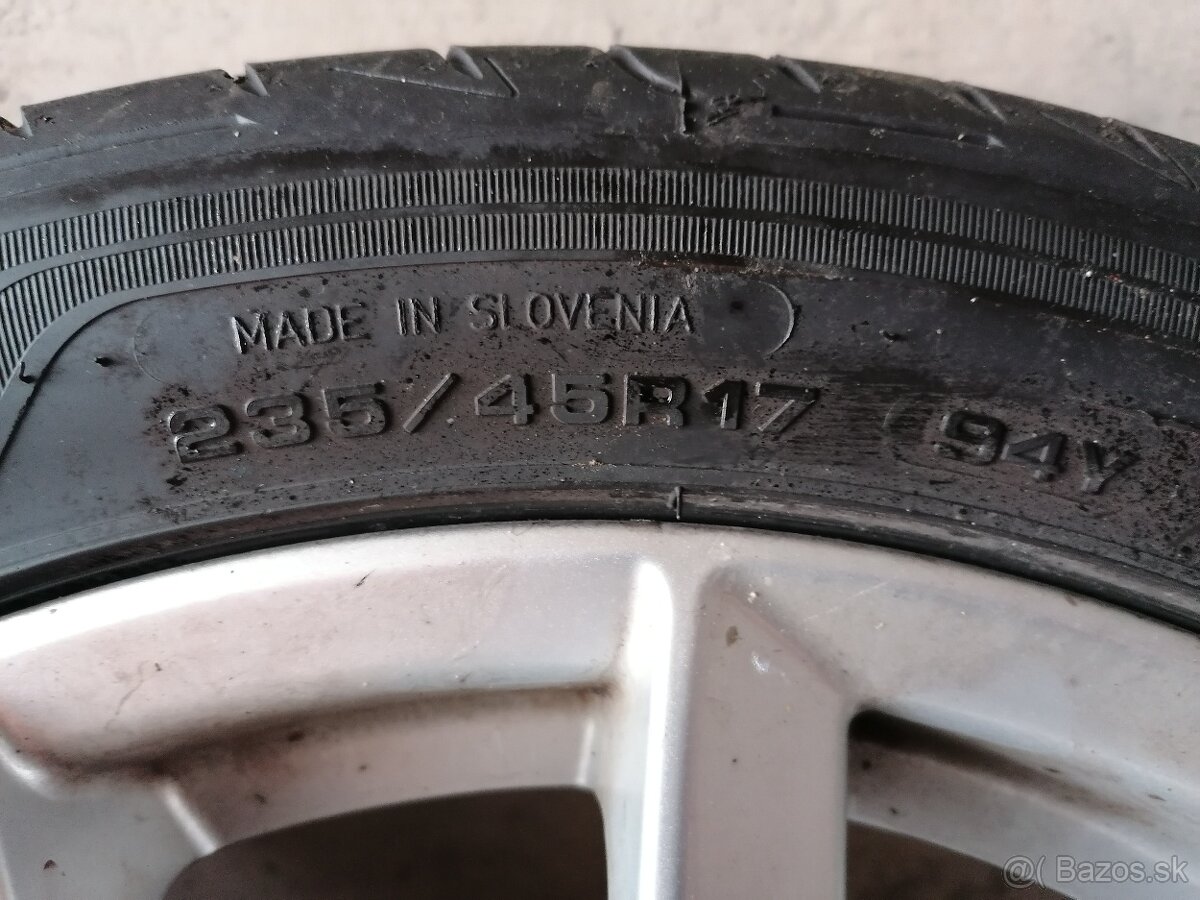 MADE IN SLOVENIA
235/45R17 94Y
@( Bazos.sk